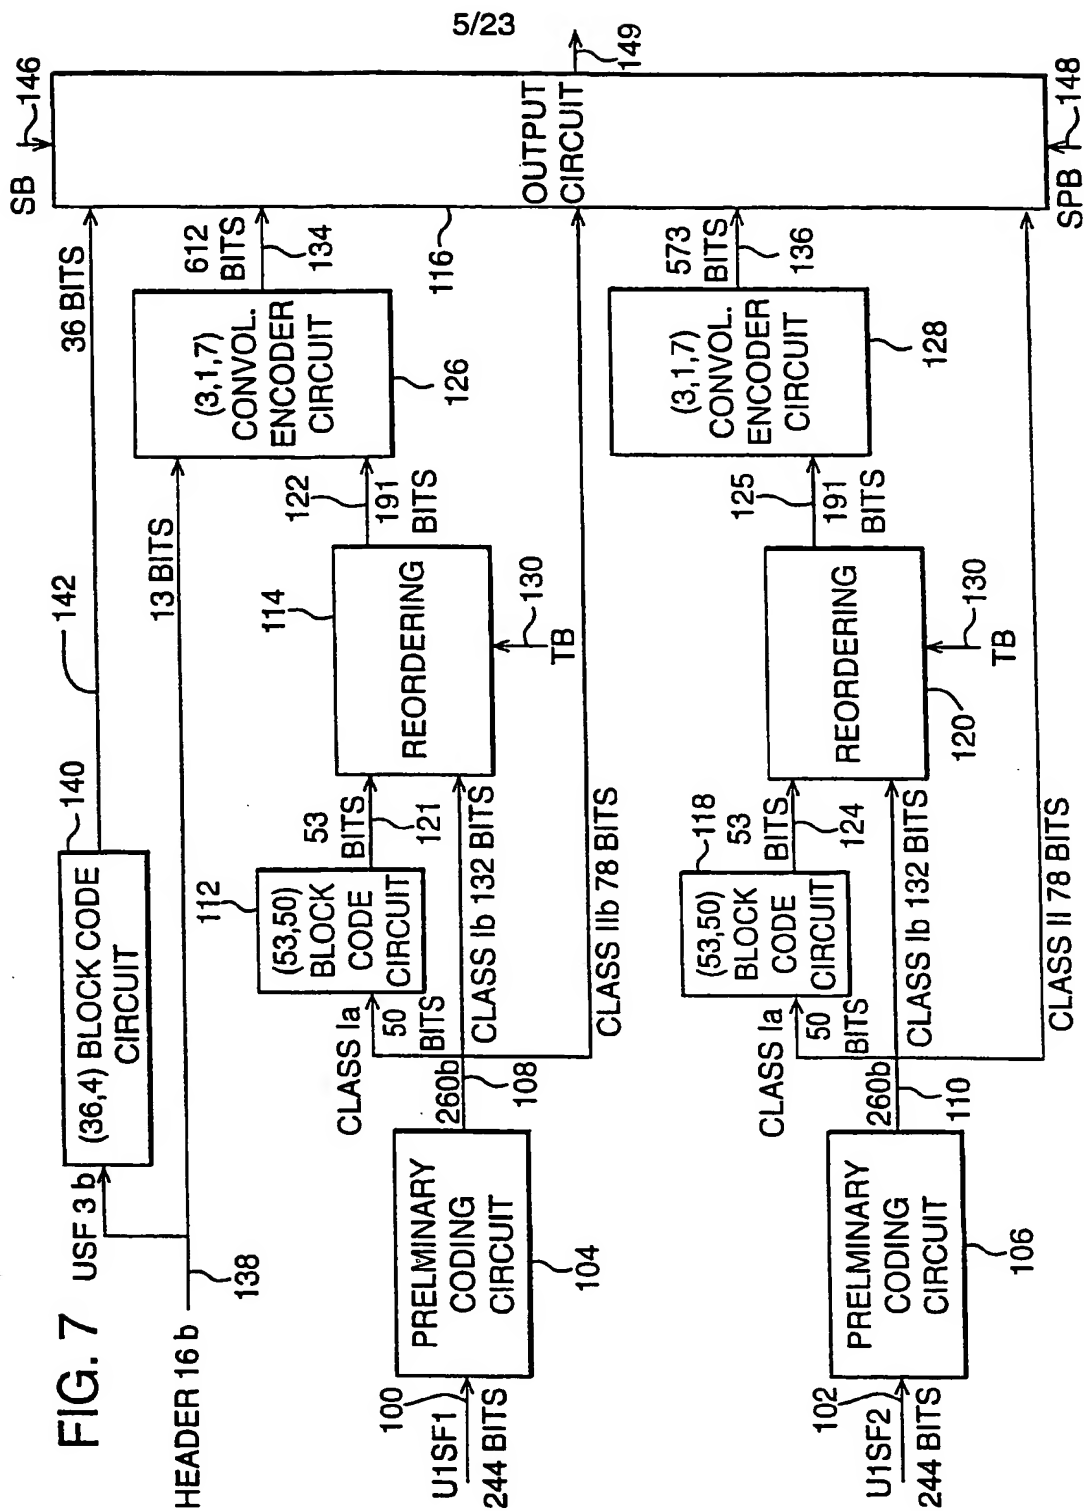 5/23
FIG. 7
HEADER 16 b
138
USF 3 b
(36,4) BLOCK CODE
CIRCUIT
140
142
36 BITS
SB
146
13 BITS
(3,1,7)
CONVOL.
ENCODER
CIRCUIT
126
612
BITS
134
116
OUTPUT
CIRCUIT
149
U1SF1
100
244 BITS
PRELMINARY
CODING
CIRCUIT
104
260b
108
CLASS Ia
50
BITS
112
(53,50)
BLOCK
CODE
CIRCUIT
53
BITS
121
CLASS Ib 132 BITS
CLASS IIb 78 BITS
114
REORDERING
130
TB
122
191
BITS
U1SF2
102
244 BITS
PRELMINARY
CODING
CIRCUIT
106
260b
110
CLASS Ia
50
BITS
(53,50)
BLOCK
CODE
CIRCUIT
118
53
BITS
124
CLASS Ib 132 BITS
CLASS II 78 BITS
REORDERING
120
130
TB
125
191
BITS
(3,1,7)
CONVOL.
ENCODER
CIRCUIT
128
573
BITS
136
SPB
148